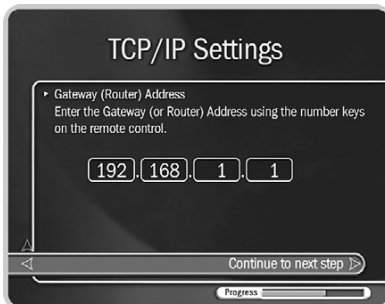 TCP/IP Settings
Gateway (Router) Address
Enter the Gateway (or Router) Address using the number keys
on the remote control.
192.168. 1. 1
Continue to next step
Progress